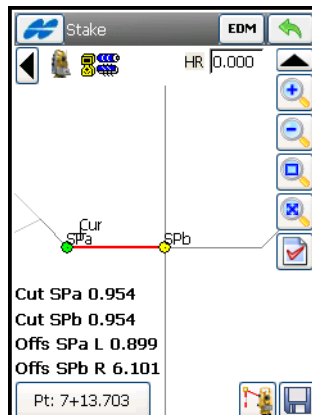 Stake EDM
HR 0.000
Cur
SPa SPb
Cut SPa 0.954
Cut SPb 0.954
Offs SPa L 0.899
Offs SPb R 6.101
Pt: 7+13.703